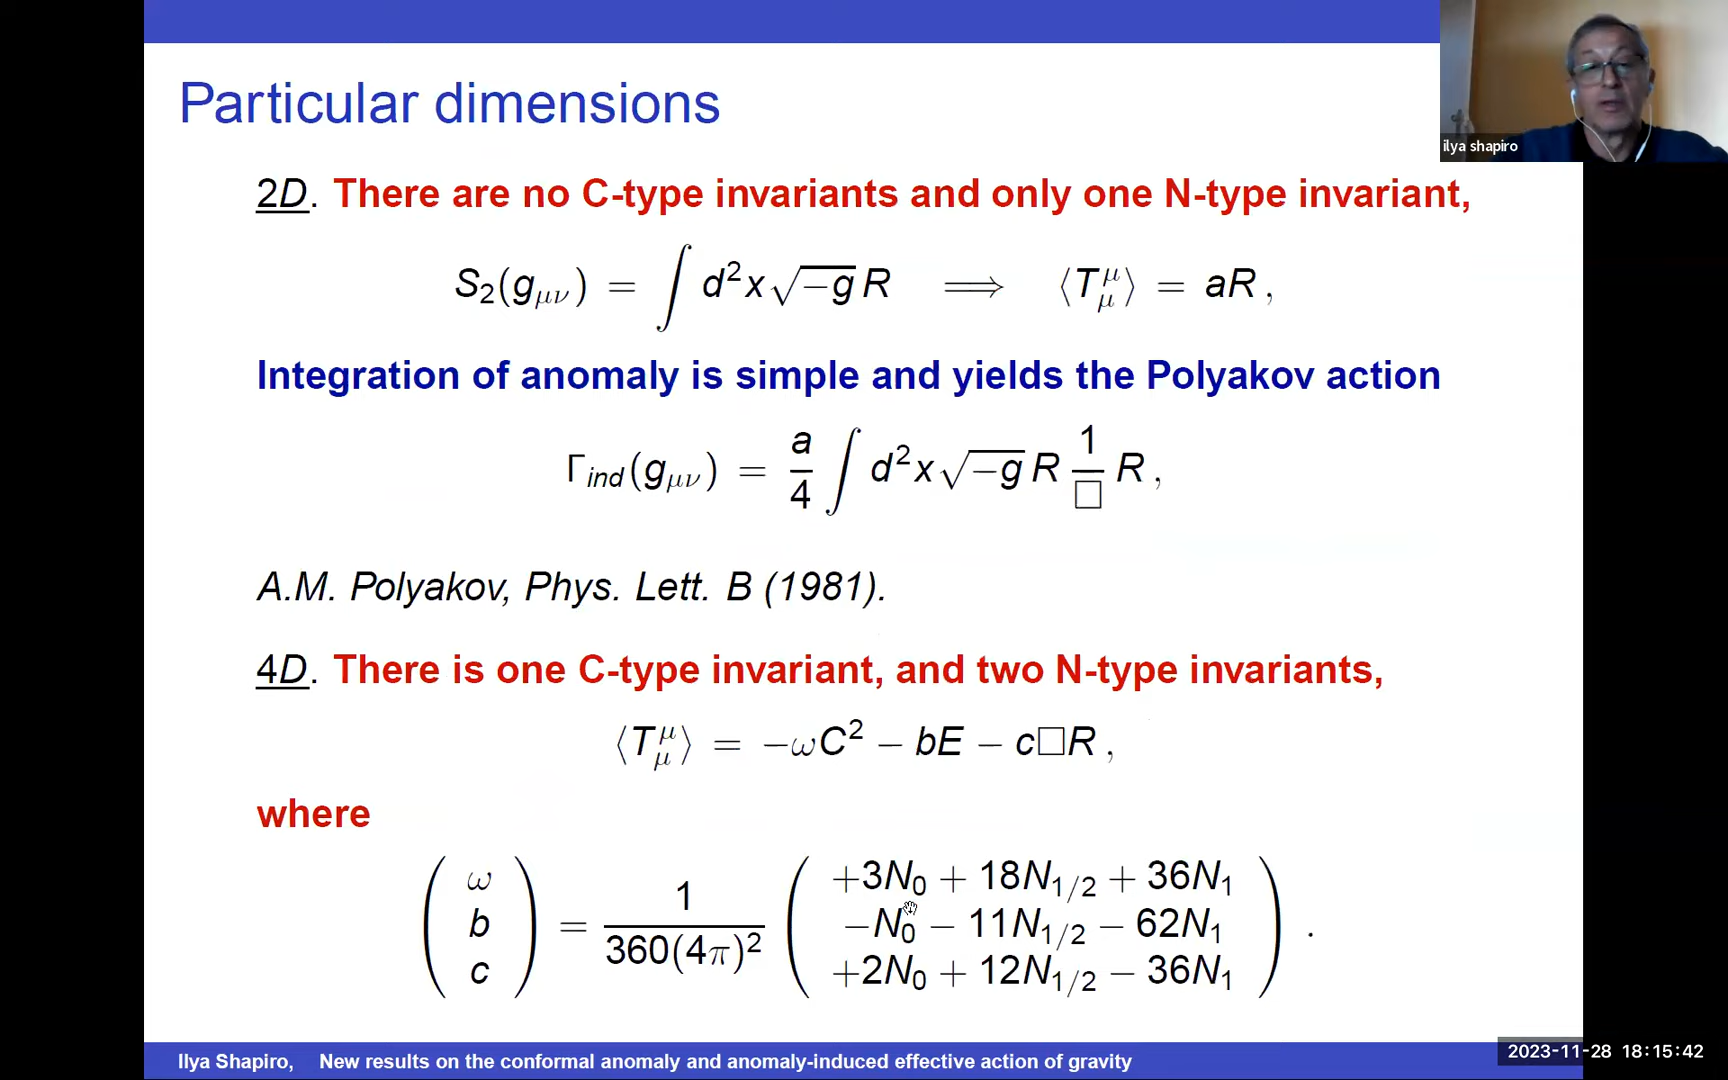 Particular dimensions
ilya shapiro
2D. There are no C-type invariants and only one N-type invariant,
S₂(g_μν) = ∫ d²x √−g R ⟹ ⟨T^μ_μ⟩ = aR ,
Integration of anomaly is simple and yields the Polyakov action
Γ_ind(g_μν) = a/4 ∫ d²x √−g R 1/□ R ,
A.M. Polyakov, Phys. Lett. B (1981).
4D. There is one C-type invariant, and two N-type invariants,
⟨T^μ_μ⟩ = −ωC² − bE − c□R ,
where
( ω b c ) = 1/360(4π)² ( +3N₀ + 18N_1/2 + 36N₁
−N₀ − 11N_1/2 − 62N₁
+2N₀ + 12N_1/2 − 36N₁ ) .
Ilya Shapiro, New results on the conformal anomaly and anomaly-induced effective action of gravity
2023-11-28 18:15:42